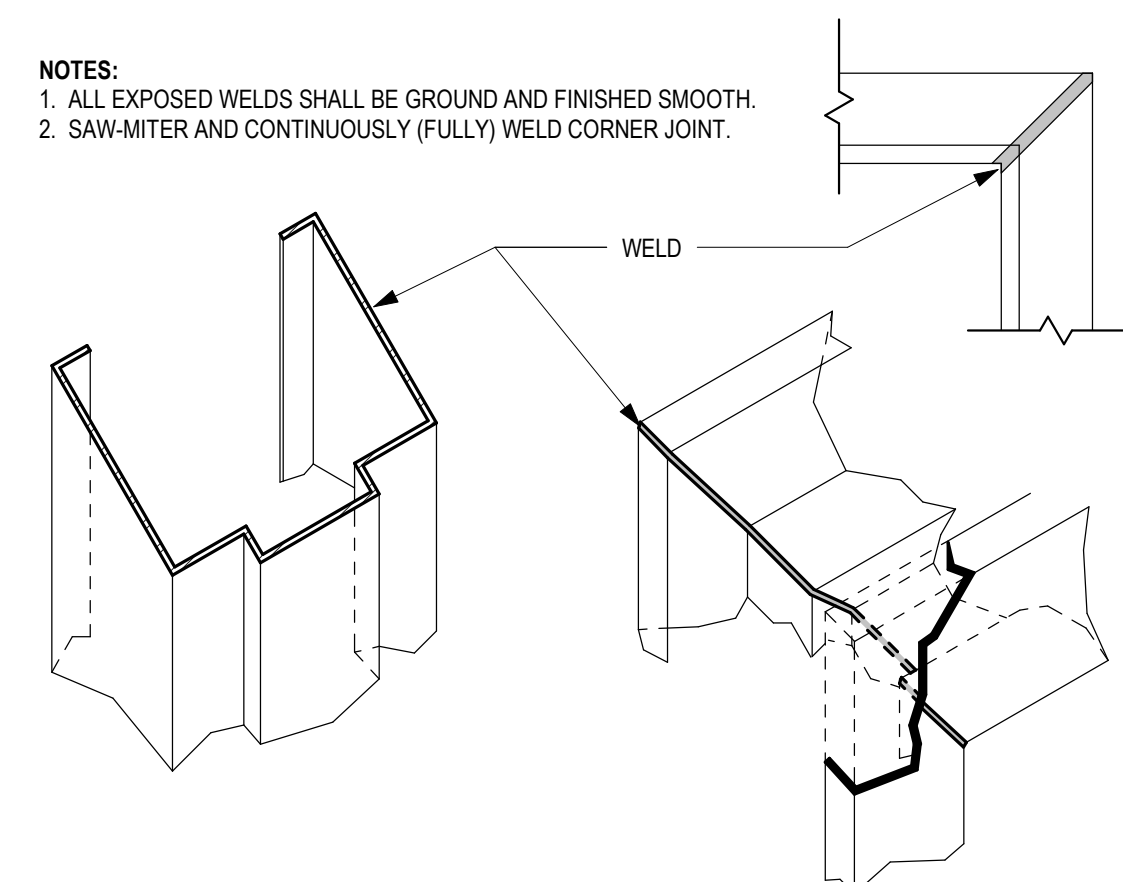 NOTES:
1. ALL EXPOSED WELDS SHALL BE GROUND AND FINISHED SMOOTH.
2. SAW-MITER AND CONTINUOUSLY (FULLY) WELD CORNER JOINT.
WELD